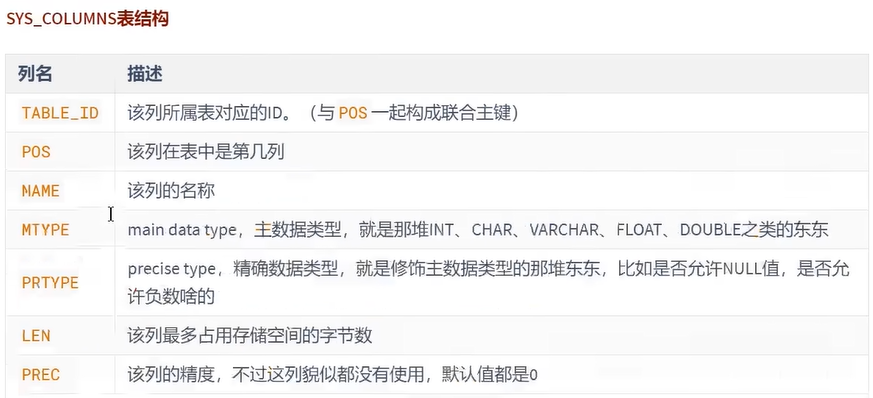 SYS_COLUMNS表结构
列名 描述
TABLE_ID 该列所属表对应的ID。（与 POS 一起构成联合主键）
POS 该列在表中是第几列
NAME 该列的名称
MTYPE main data type，主数据类型，就是那堆INT、CHAR、VARCHAR、FLOAT、DOUBLE之类的东东
PRTYPE precise type，精确数据类型，就是修饰主数据类型的那堆东东，比如是否允许NULL值，是否允
许负数啥的
LEN 该列最多占用存储空间的字节数
PREC 该列的精度，不过这列貌似都没有使用，默认值都是0